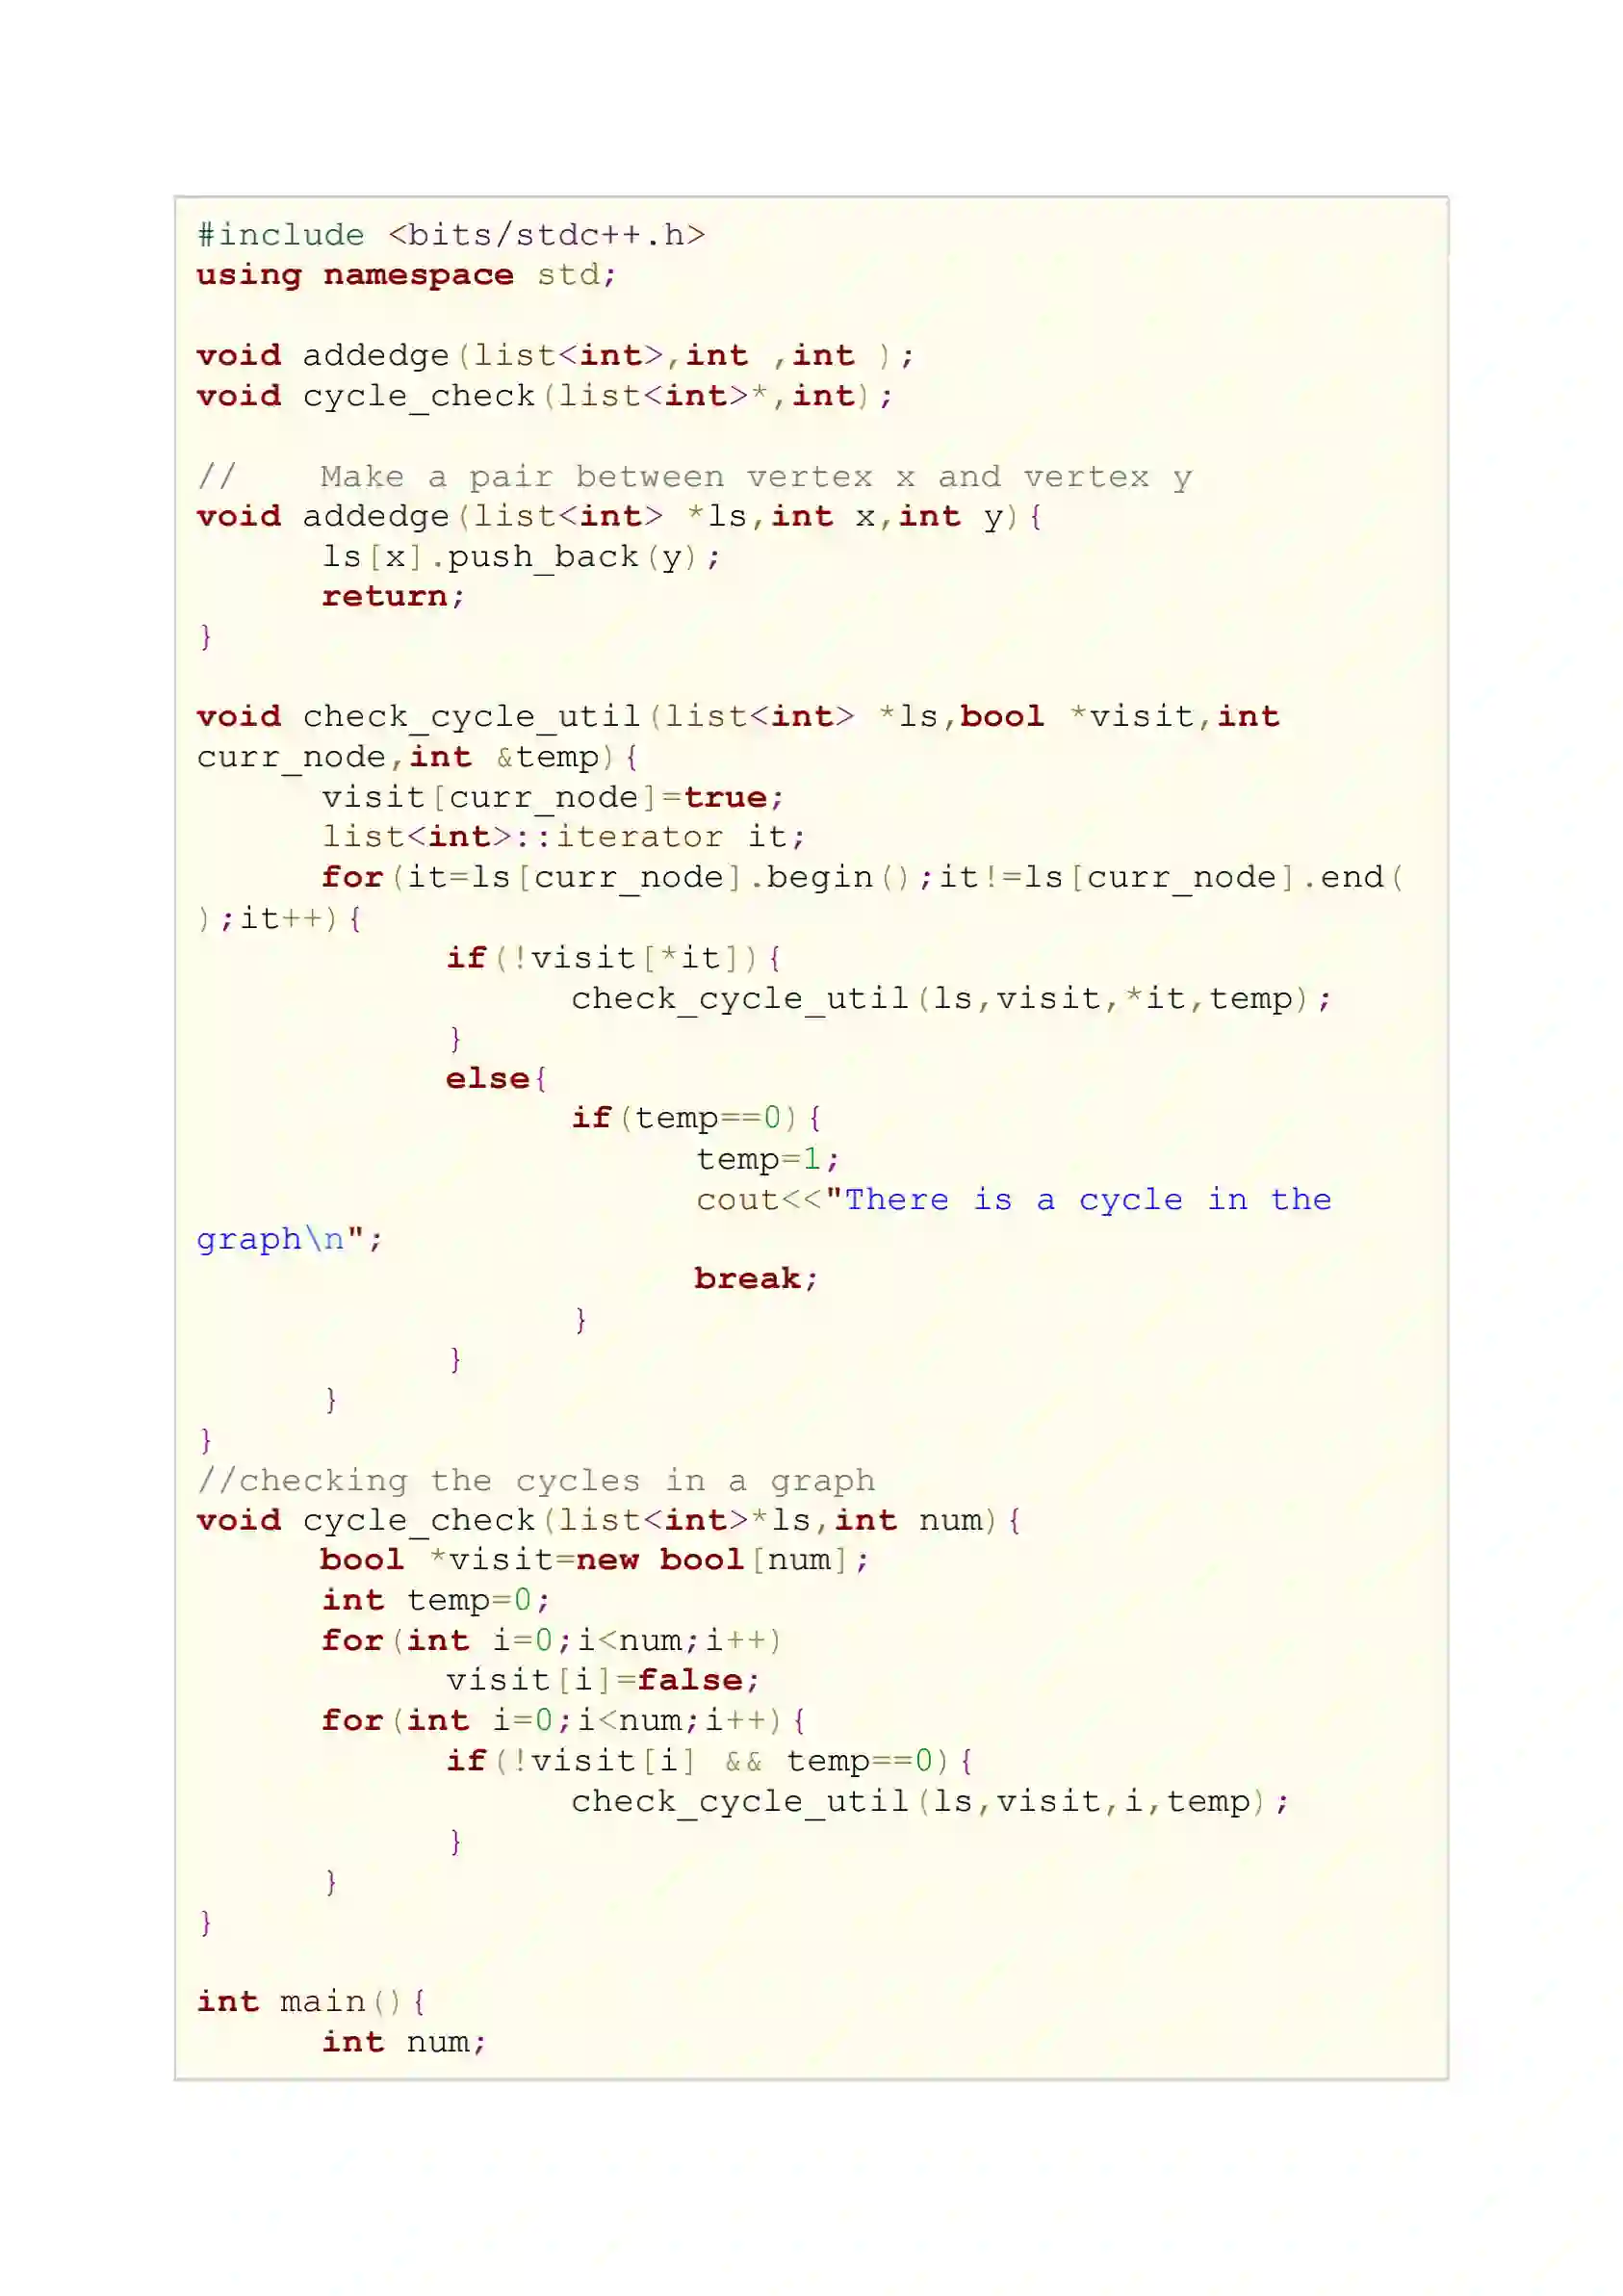 #include <bits/stdc++.h>
using namespace std;

void addedge(list<int>,int ,int );
void cycle_check(list<int>*,int);

//    Make a pair between vertex x and vertex y
void addedge(list<int> *ls,int x,int y){
      ls[x].push_back(y);
      return;
}

void check_cycle_util(list<int> *ls,bool *visit,int
curr_node,int &temp){
      visit[curr_node]=true;
      list<int>::iterator it;
      for(it=ls[curr_node].begin();it!=ls[curr_node].end(
);it++){
            if(!visit[*it]){
                  check_cycle_util(ls,visit,*it,temp);
            }
            else{
                  if(temp==0){
                        temp=1;
                        cout<<"There is a cycle in the
graph\n";
                        break;
                  }
            }
      }
}
//checking the cycles in a graph
void cycle_check(list<int>*ls,int num){
      bool *visit=new bool[num];
      int temp=0;
      for(int i=0;i<num;i++)
            visit[i]=false;
      for(int i=0;i<num;i++){
            if(!visit[i] && temp==0){
                  check_cycle_util(ls,visit,i,temp);
            }
      }
}

int main(){
      int num;